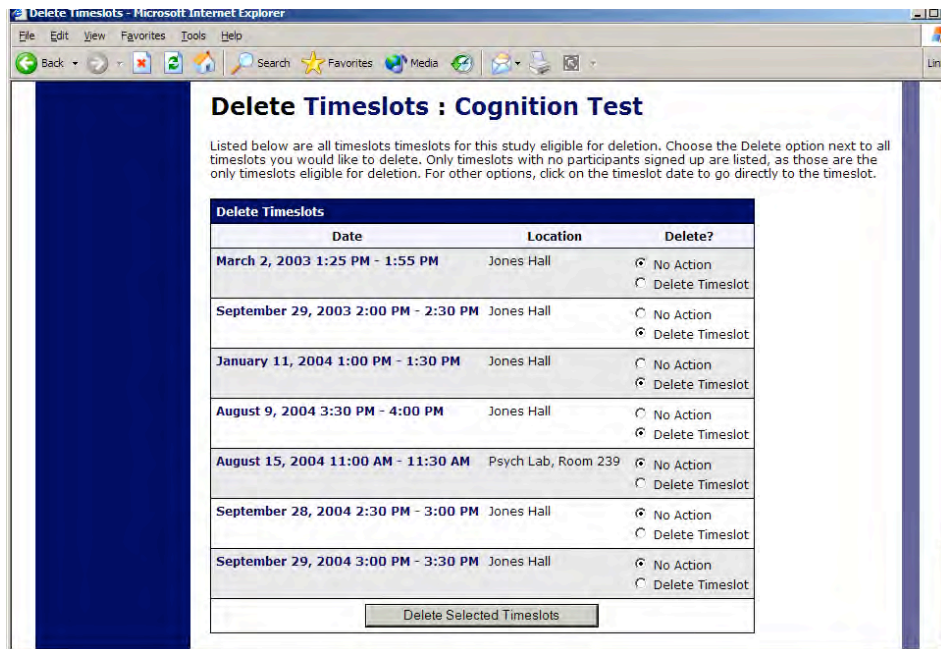 Delete Timeslots - Microsoft Internet Explorer
File Edit View Favorites Tools Help
Back Search Favorites Media Lin
Delete Timeslots : Cognition Test
Listed below are all timeslots timeslots for this study eligible for deletion. Choose the Delete option next to all
timeslots you would like to delete. Only timeslots with no participants signed up are listed, as those are the
only timeslots eligible for deletion. For other options, click on the timeslot date to go directly to the timeslot.
Delete Timeslots
Date Location Delete?
March 2, 2003 1:25 PM - 1:55 PM Jones Hall No Action
Delete Timeslot
September 29, 2003 2:00 PM - 2:30 PM Jones Hall No Action
Delete Timeslot
January 11, 2004 1:00 PM - 1:30 PM Jones Hall No Action
Delete Timeslot
August 9, 2004 3:30 PM - 4:00 PM Jones Hall No Action
Delete Timeslot
August 15, 2004 11:00 AM - 11:30 AM Psych Lab, Room 239 No Action
Delete Timeslot
September 28, 2004 2:30 PM - 3:00 PM Jones Hall No Action
Delete Timeslot
September 29, 2004 3:00 PM - 3:30 PM Jones Hall No Action
Delete Timeslot
Delete Selected Timeslots